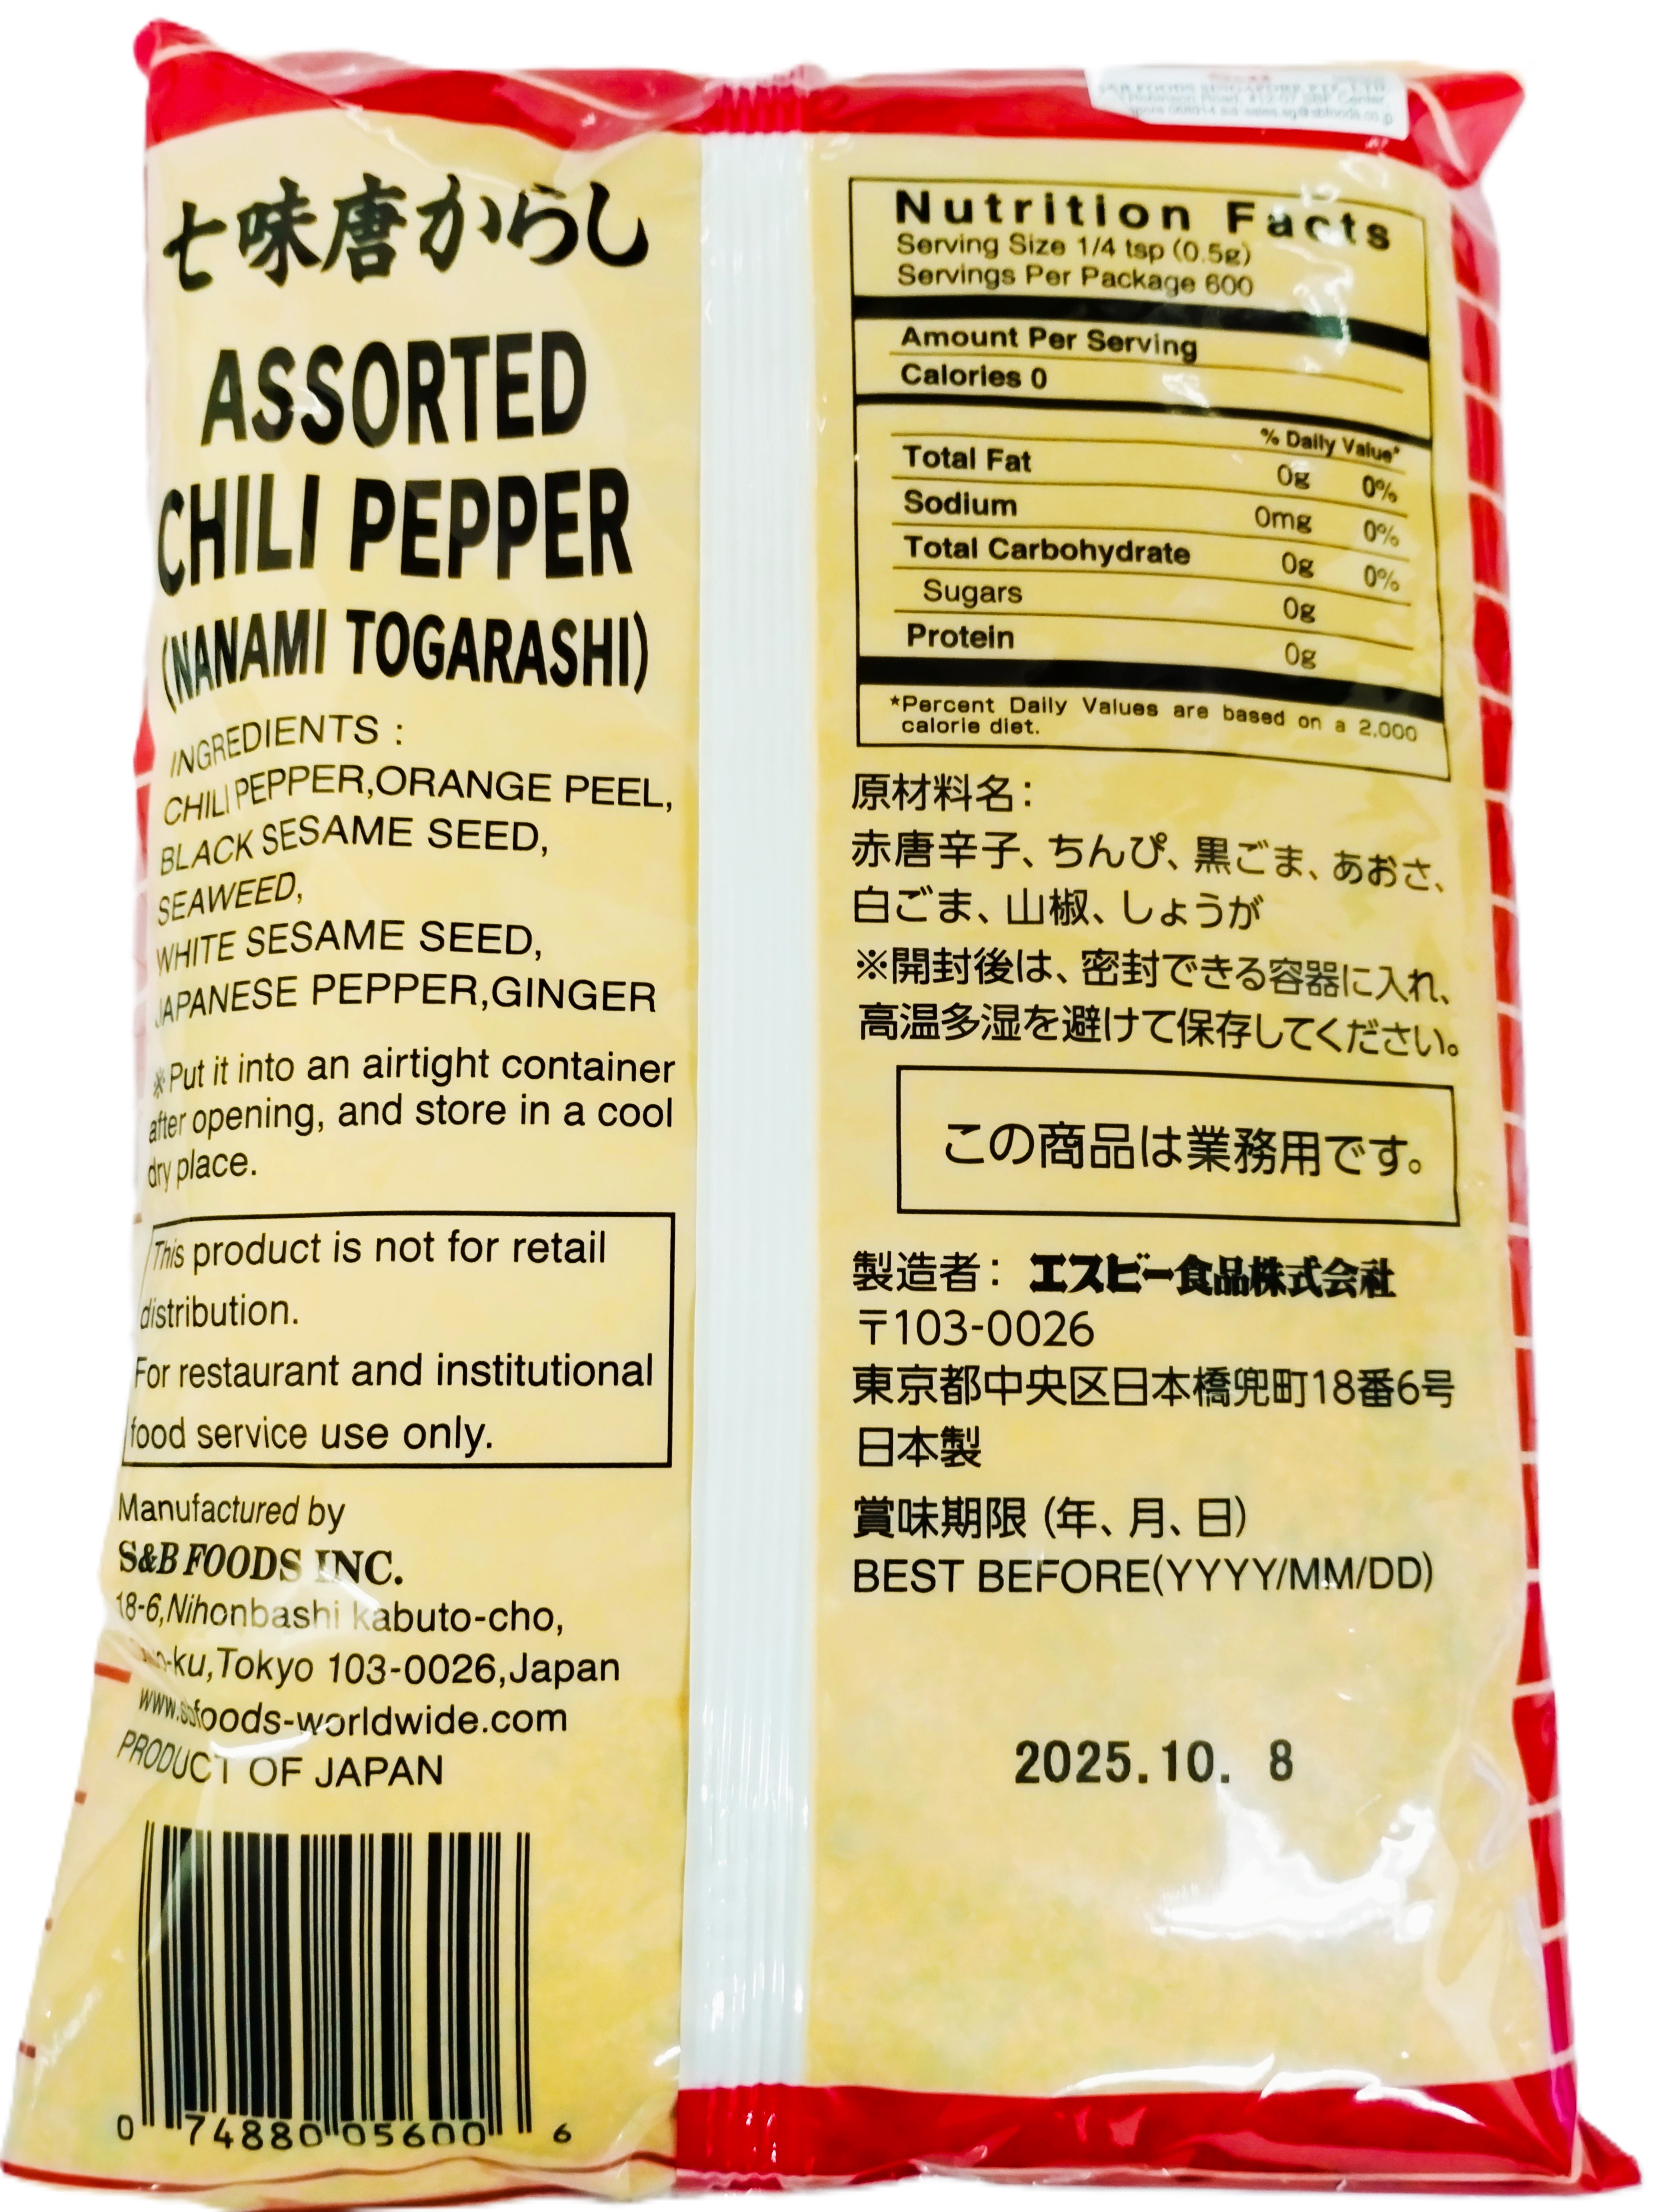 七味唐からし
ASSORTED
CHILI PEPPER
(NANAMI TOGARASHI)
INGREDIENTS :
CHILI PEPPER,ORANGE PEEL,
BLACK SESAME SEED,
SEAWEED,
WHITE SESAME SEED,
JAPANESE PEPPER,GINGER
※Put it into an airtight container
after opening, and store in a cool
dry place.
This product is not for retail
distribution.
For restaurant and institutional
food service use only.
Manufactured by
S&B FOODS INC.
18-6,Nihonbashi kabuto-cho,
-ku,Tokyo 103-0026,Japan
www.sbfoods-worldwide.com
PRODUCT OF JAPAN
0 74880 05600 6
Nutrition Facts
Serving Size 1/4 tsp (0.5g)
Servings Per Package 600
Amount Per Serving
Calories 0
% Daily Value*
Total Fat 0g 0%
Sodium 0mg 0%
Total Carbohydrate 0g 0%
Sugars 0g
Protein 0g
*Percent Daily Values are based on a 2,000
calorie diet.
原材料名：
赤唐辛子、ちんぴ、黒ごま、あおさ、
白ごま、山椒、しょうが
※開封後は、密封できる容器に入れ、
高温多湿を避けて保存してください。
この商品は業務用です。
製造者：エスビー食品株式会社
〒103-0026
東京都中央区日本橋兜町18番6号
日本製
賞味期限 (年、月、日)
BEST BEFORE(YYYY/MM/DD)
2025.10. 8